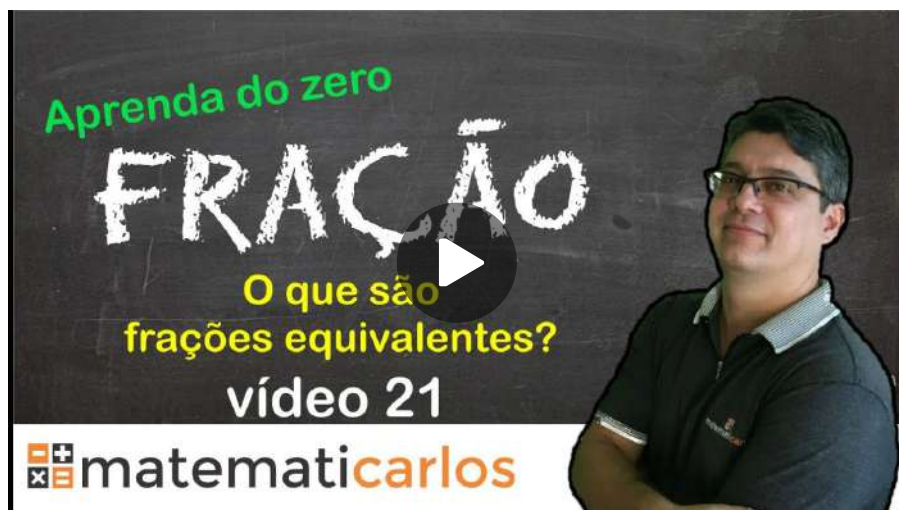 Aprenda do zero
FRAÇÃO
O que são
frações equivalentes?
vídeo 21
matematicarlos